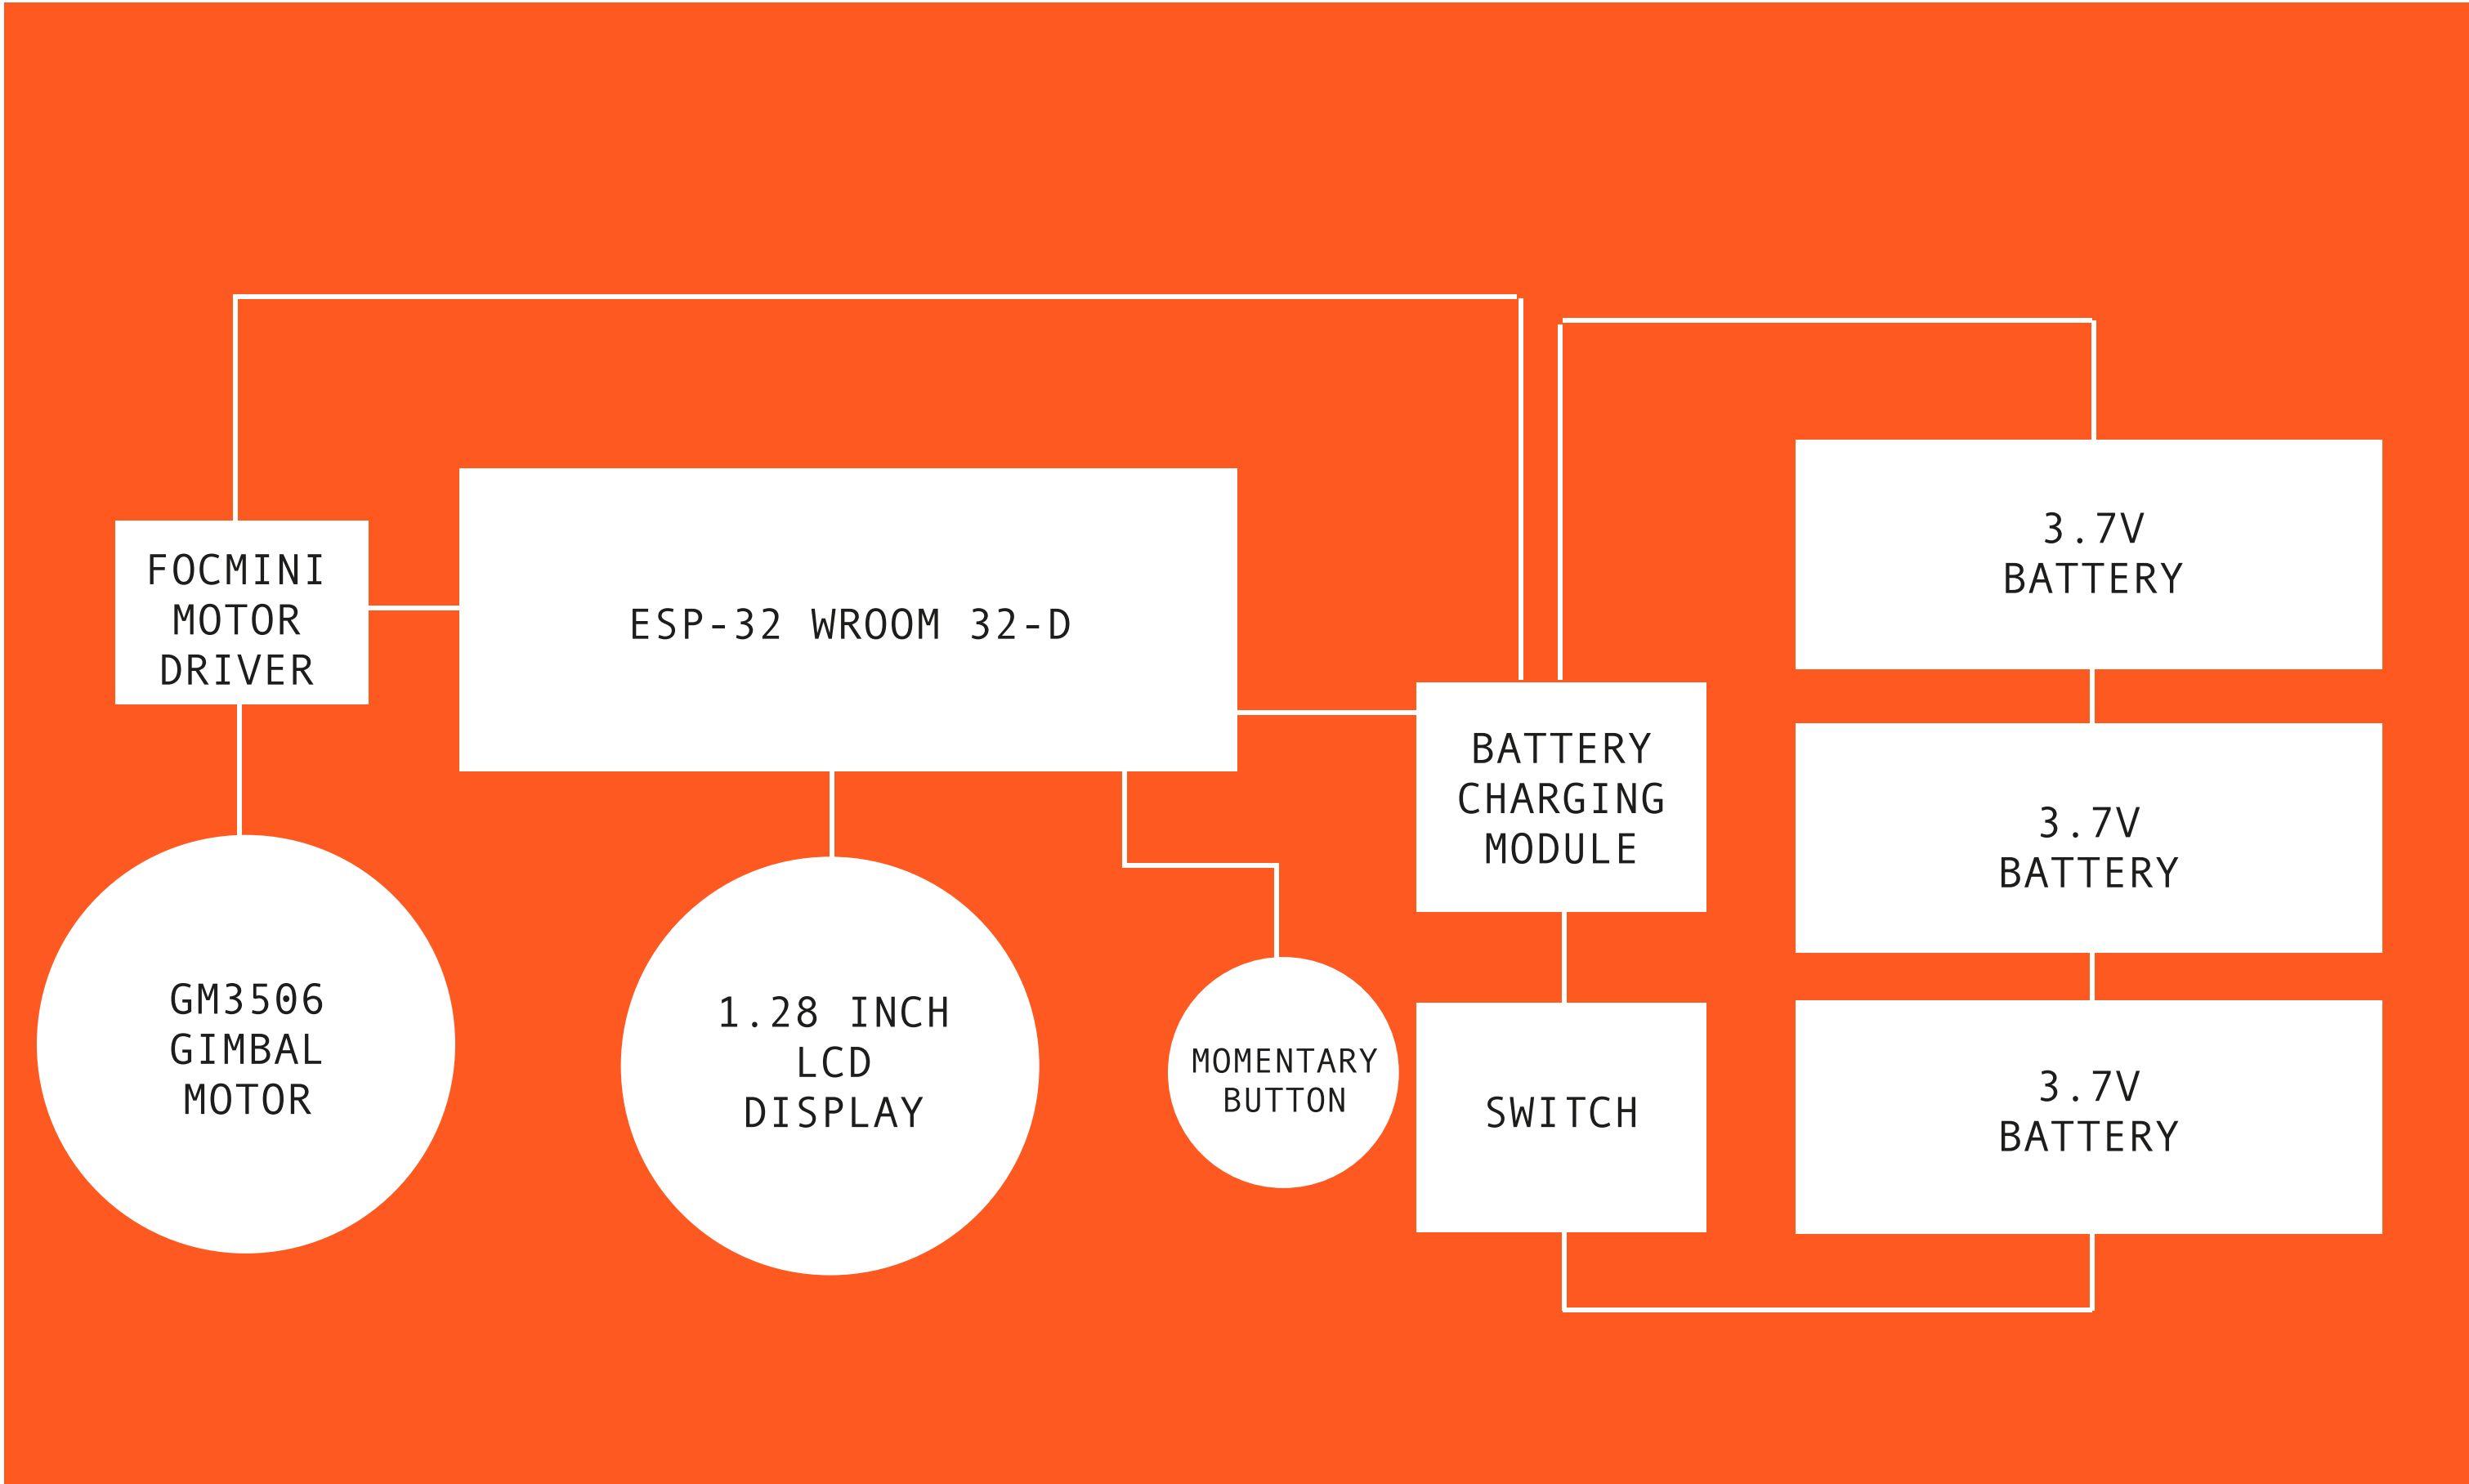 FOCMINI
MOTOR
DRIVER
ESP-32 WROOM 32-D
3.7V
BATTERY
BATTERY
CHARGING
MODULE
3.7V
BATTERY
GM3506
GIMBAL
MOTOR
1.28 INCH
LCD
DISPLAY
MOMENTARY
BUTTON
SWITCH
3.7V
BATTERY